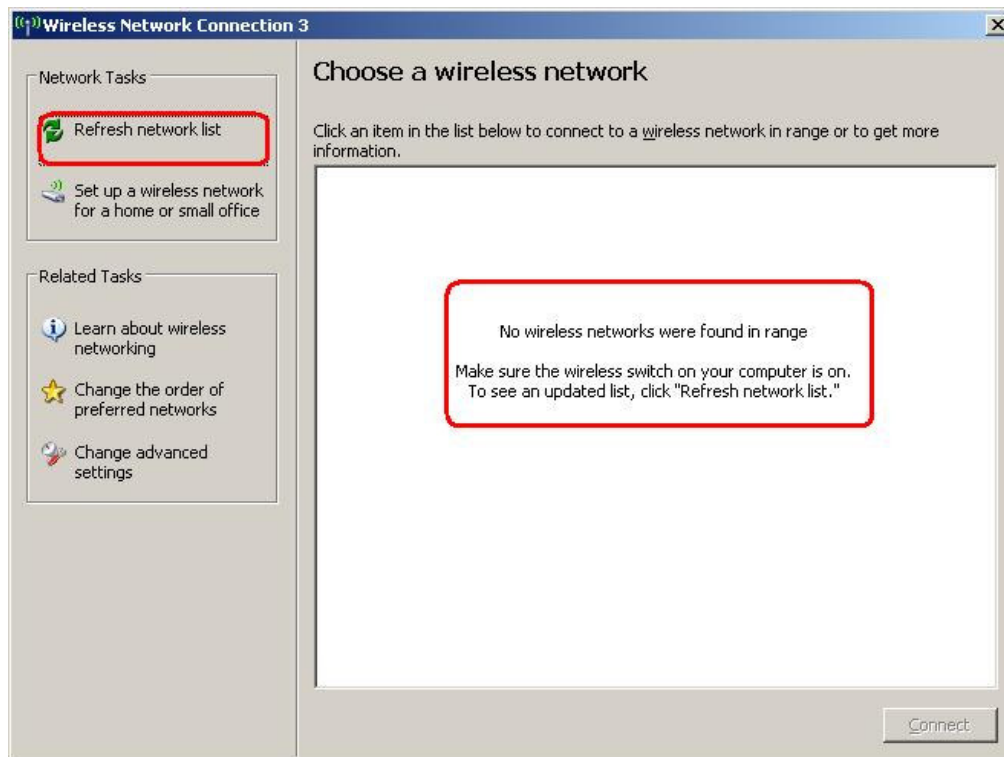 Wireless Network Connection 3
Network Tasks
Refresh network list
Set up a wireless network
for a home or small office
Related Tasks
Learn about wireless
networking
Change the order of
preferred networks
Change advanced
settings
Choose a wireless network
Click an item in the list below to connect to a wireless network in range or to get more
information.
No wireless networks were found in range
Make sure the wireless switch on your computer is on.
To see an updated list, click "Refresh network list."
Connect